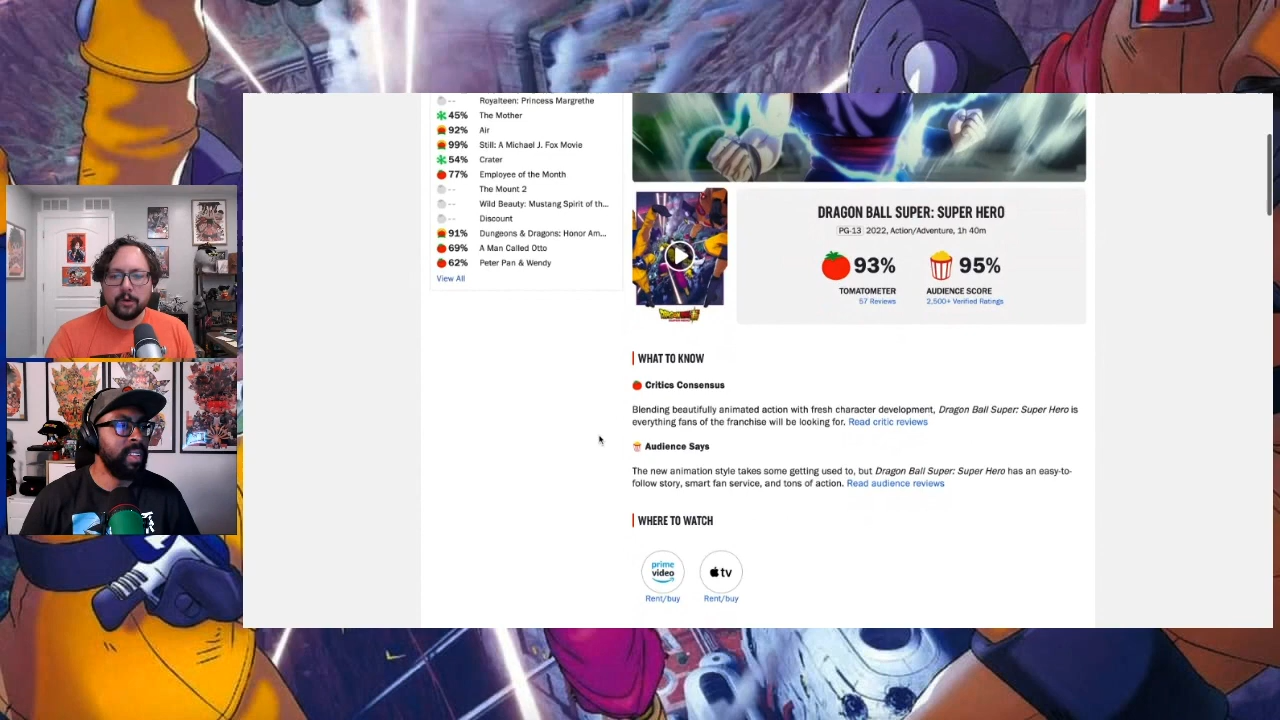 -- Royalteen: Princess Margrethe
45% The Mother
92% Air
99% Still: A Michael J. Fox Movie
54% Crater
77% Employee of the Month
-- The Mount 2
-- Wild Beauty: Mustang Spirit of th...
-- Discount
91% Dungeons & Dragons: Honor Am...
69% A Man Called Otto
62% Peter Pan & Wendy
View All
DRAGON BALL SUPER: SUPER HERO
PG-13 2022, Action/Adventure, 1h 40m
93%
TOMATOMETER
57 Reviews
95%
AUDIENCE SCORE
2,500+ Verified Ratings
WHAT TO KNOW
Critics Consensus
Blending beautifully animated action with fresh character development, Dragon Ball Super: Super Hero is
everything fans of the franchise will be looking for. Read critic reviews
Audience Says
The new animation style takes some getting used to, but Dragon Ball Super: Super Hero has an easy-to-
follow story, smart fan service, and tons of action. Read audience reviews
WHERE TO WATCH
prime
video
Rent/buy
tv
Rent/buy